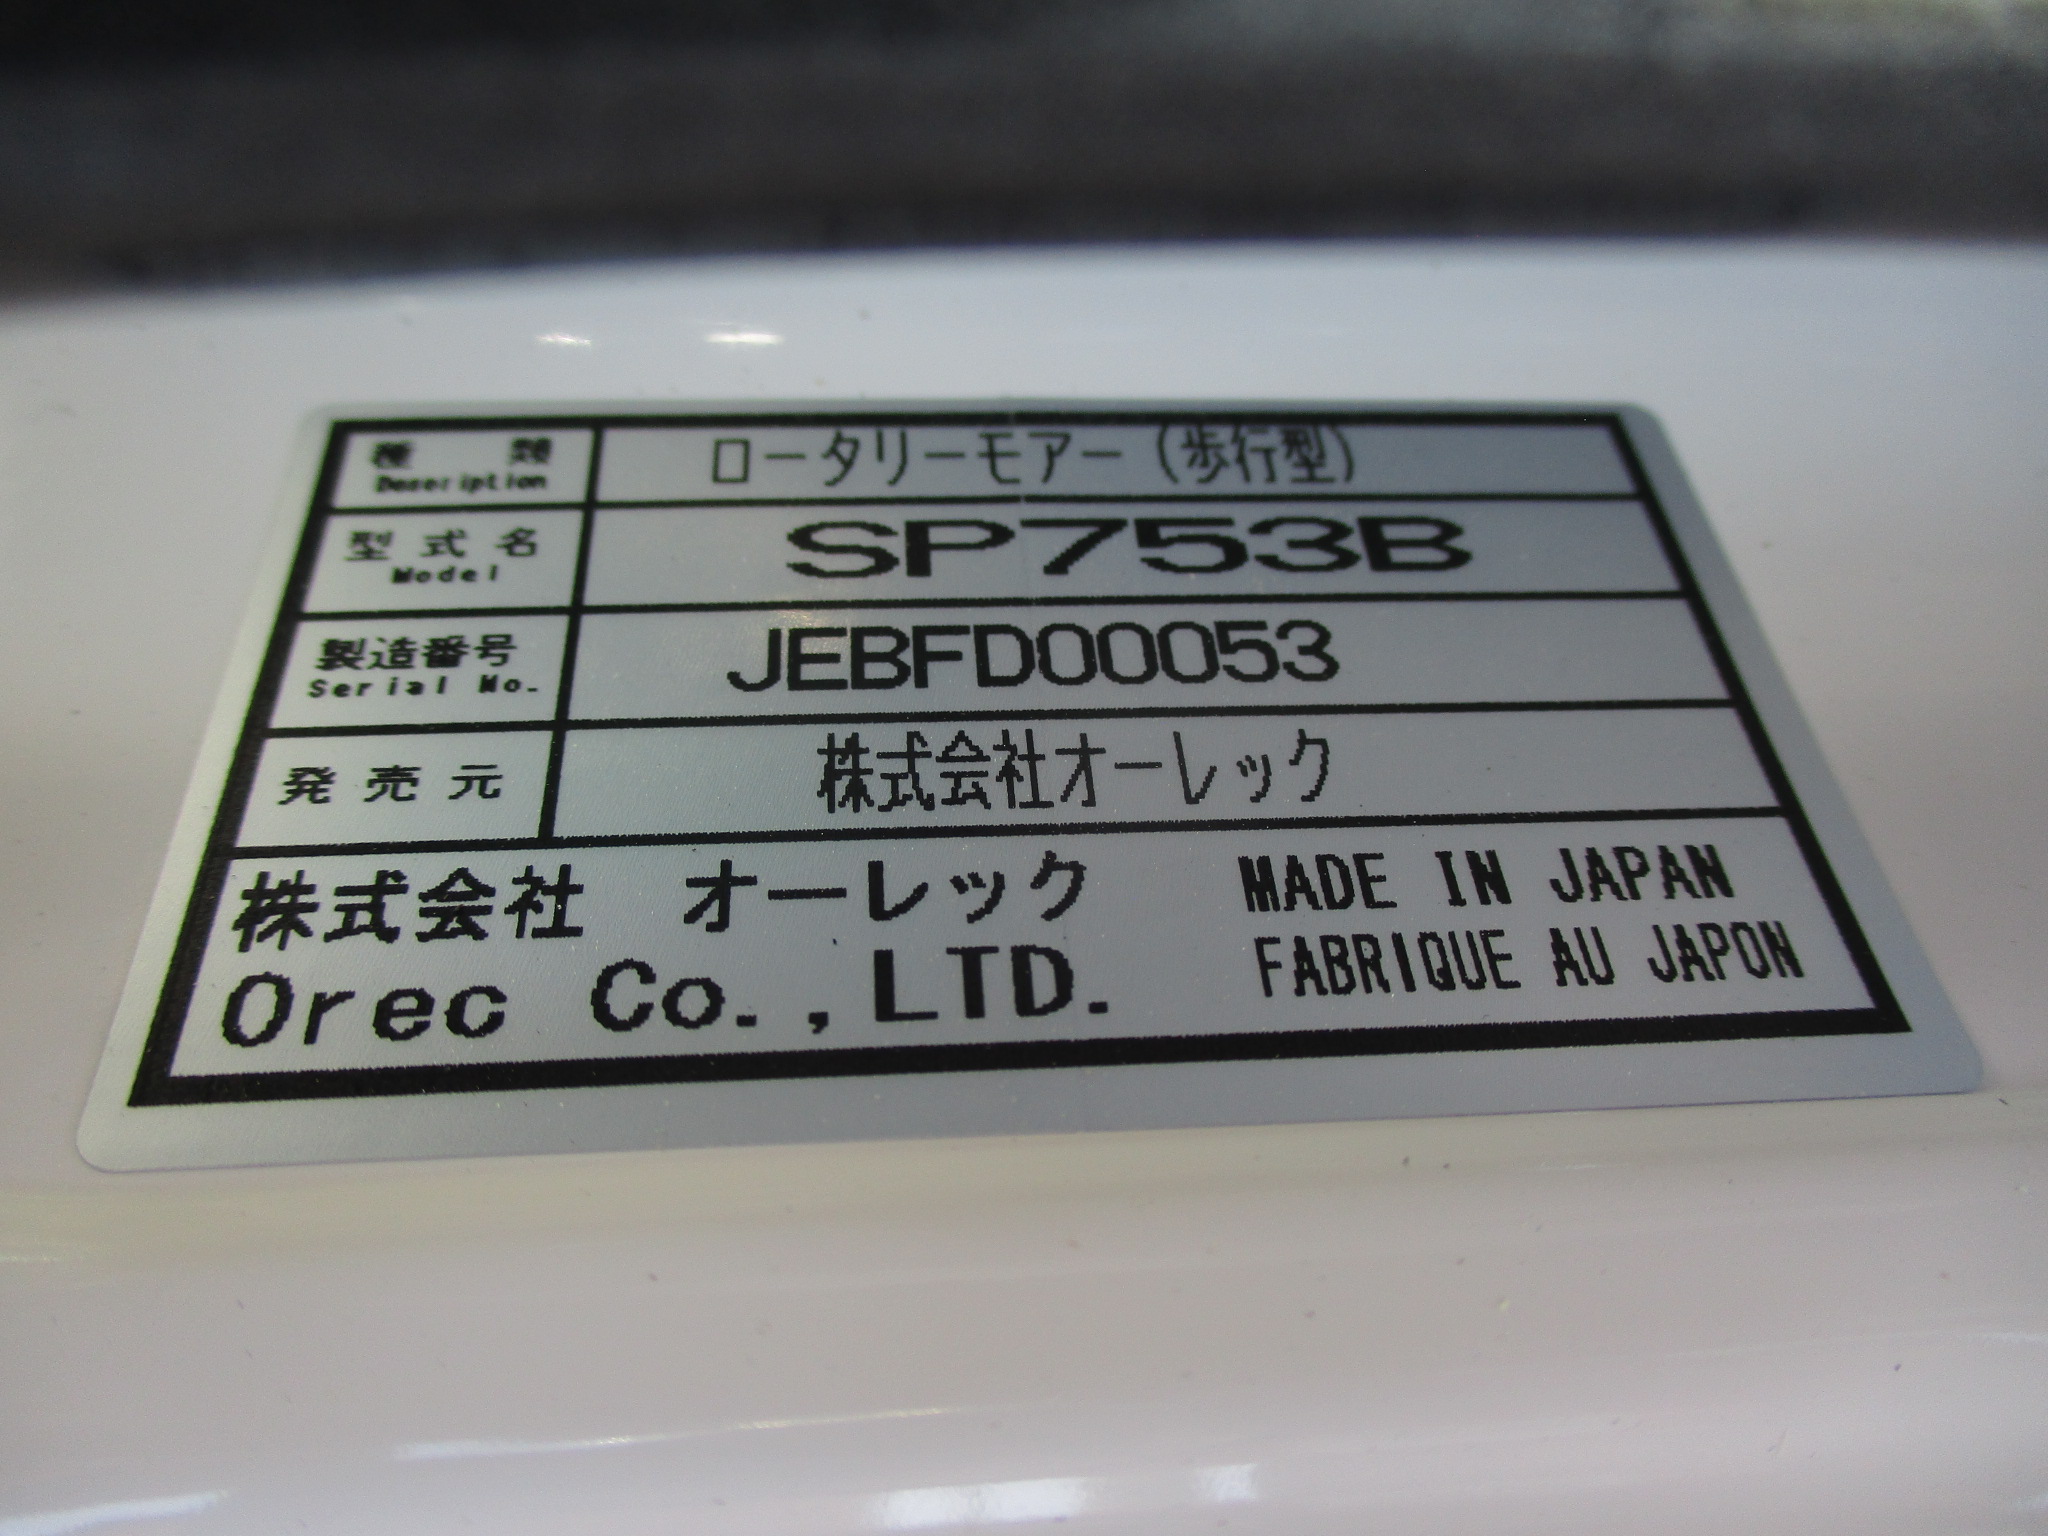 種類 ロータリーモアー(歩行型)
Description
型式名 SP753B
Model
製造番号 JEBFD00053
Serial No.
発売元 株式会社オーレック
株式会社 オーレック MADE IN JAPAN
Orec Co.,LTD. FABRIQUE AU JAPON